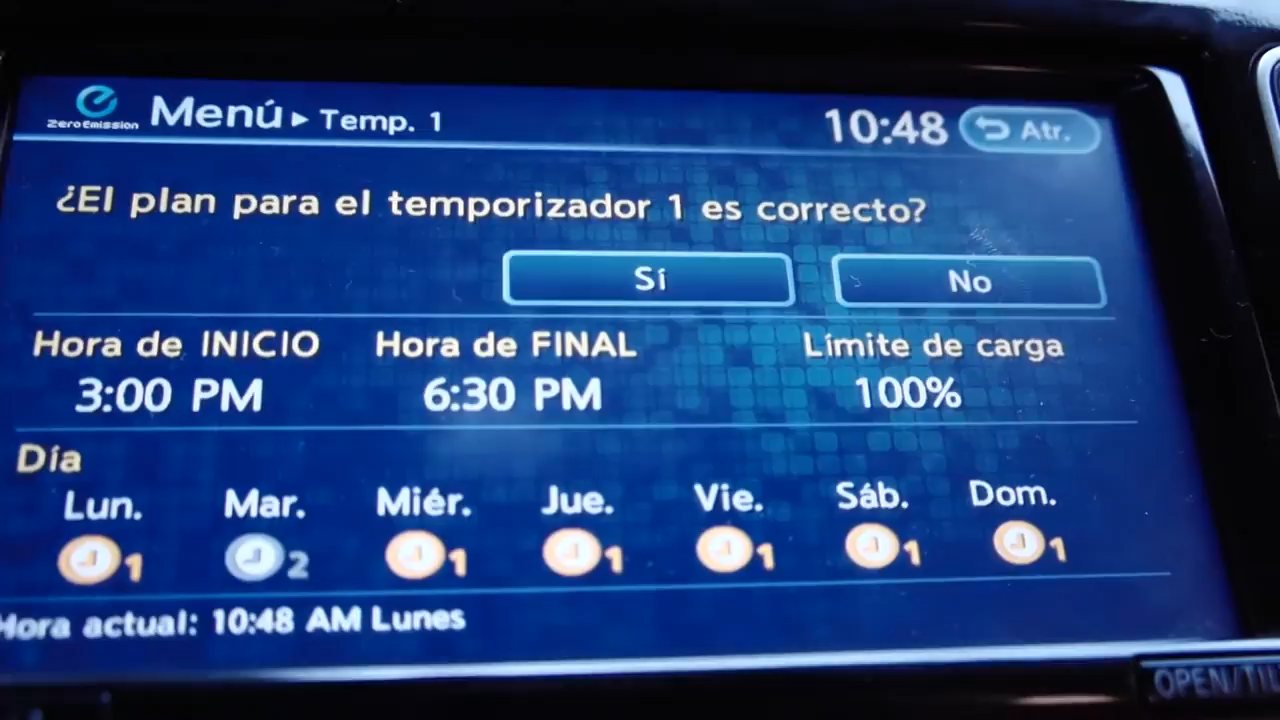 Zero Emission Menú ▸ Temp. 1 10:48 Atr.
¿El plan para el temporizador 1 es correcto?
Sí No
Hora de INICIO Hora de FINAL Límite de carga
3:00 PM 6:30 PM 100%
Día
Lun. Mar. Miér. Jue. Vie. Sáb. Dom.
1 2 1 1 1 1 1
Hora actual: 10:48 AM Lunes
OPEN/TIL